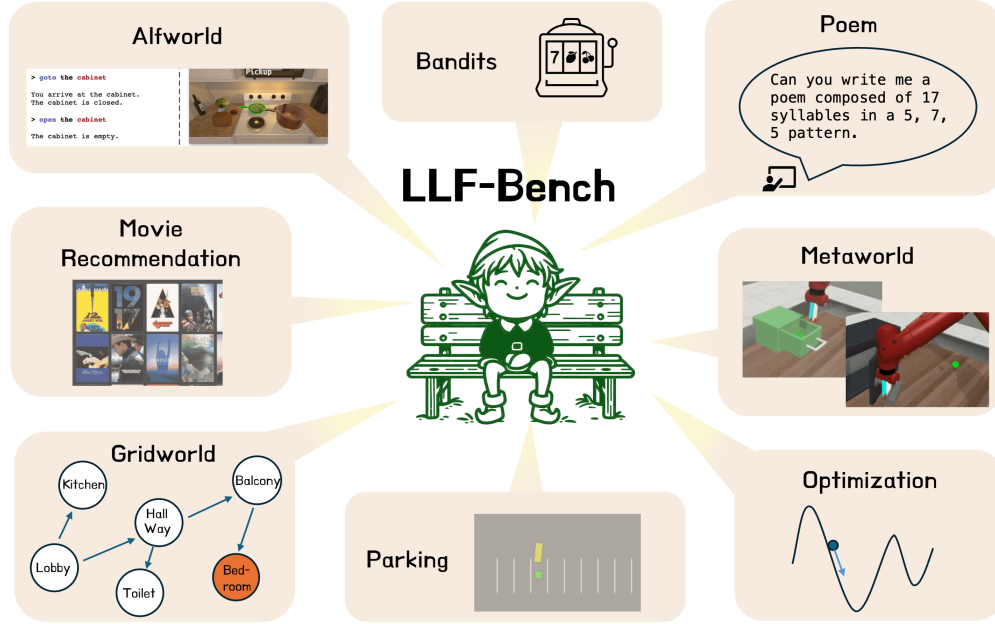 Alfworld
> goto the cabinet
You arrive at the cabinet.
The cabinet is closed.
> open the cabinet
The cabinet is empty.
Pickup
Bandits
7
Poem
Can you write me a
poem composed of 17
syllables in a 5, 7,
5 pattern.
LLF-Bench
Movie
Recommendation
19
17
Metaworld
Gridworld
Kitchen
Balcony
Hall
Way
Lobby
Bed-
room
Toilet
Parking
Optimization